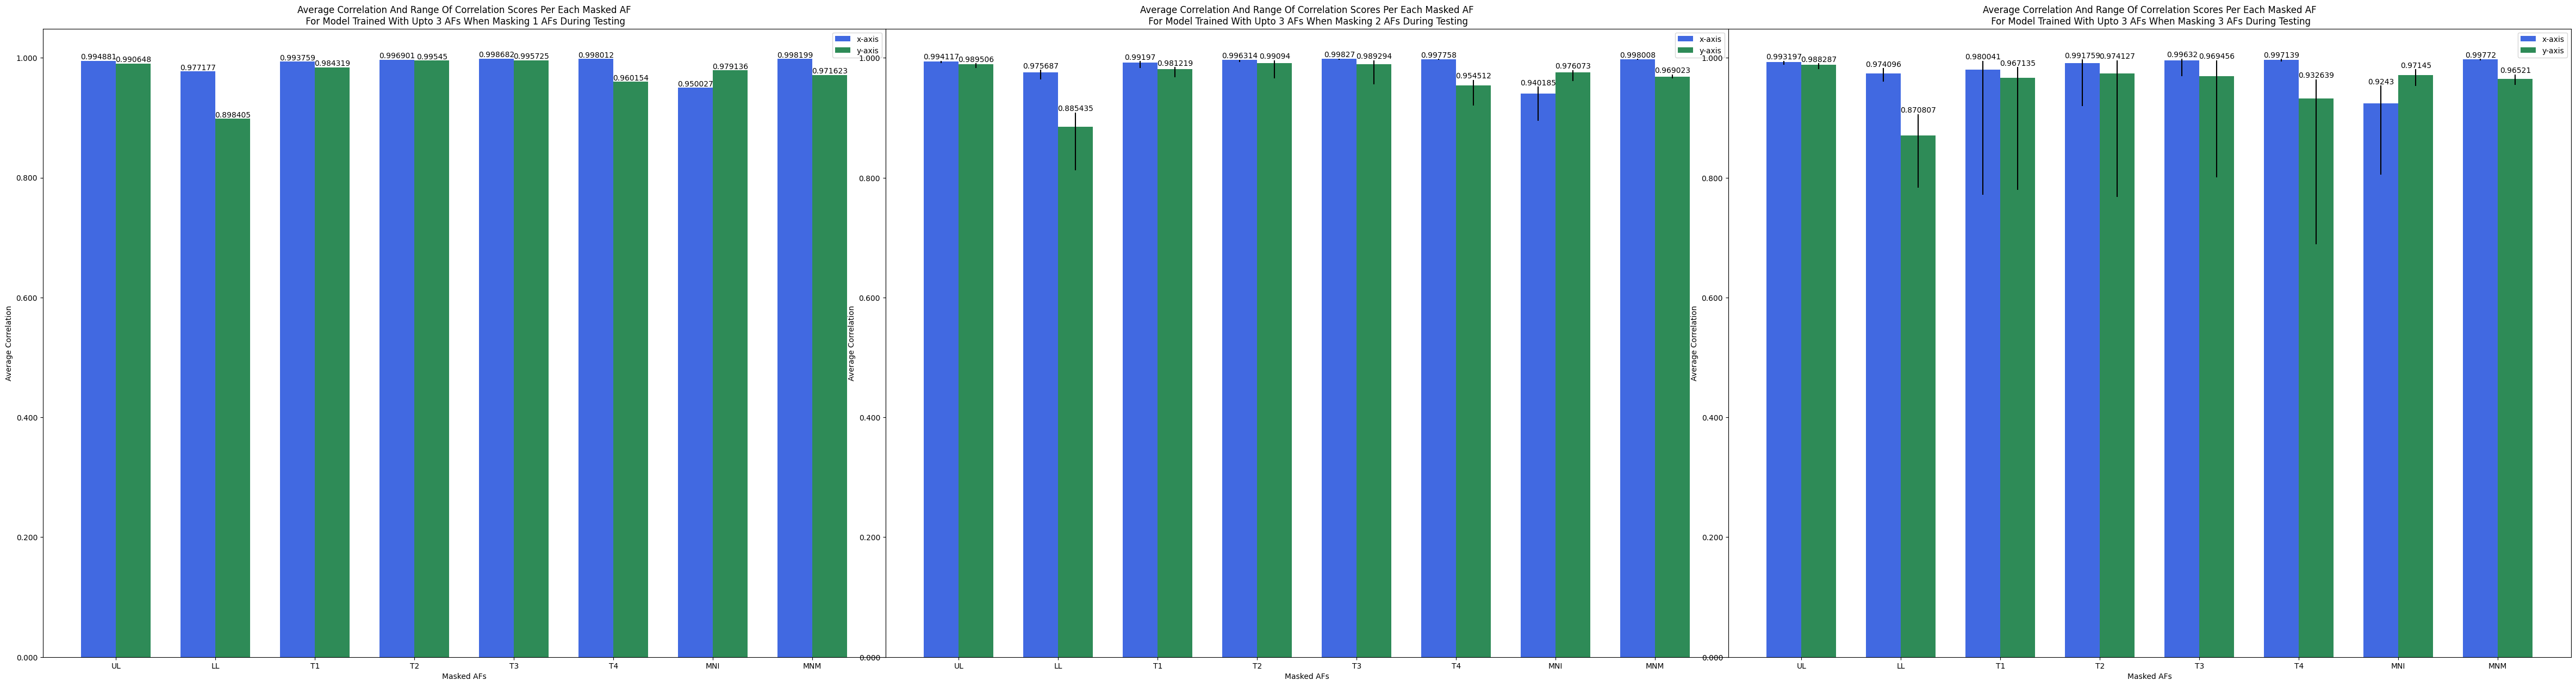 Average Correlation And Range Of Correlation Scores Per Each Masked AF
For Model Trained With Upto 3 AFs When Masking 1 AFs During Testing
x-axis
y-axis
0.994881
0.990648
0.977177
0.898405
0.993759
0.984319
0.996901
0.99545
0.998682
0.995725
0.998012
0.960154
0.950027
0.979136
0.998199
0.971623
1.000
0.800
0.600
0.400
0.200
0.000
Average Correlation
UL
LL
T1
T2
T3
T4
MNI
MNM
Masked AFs
Average Correlation And Range Of Correlation Scores Per Each Masked AF
For Model Trained With Upto 3 AFs When Masking 2 AFs During Testing
x-axis
y-axis
0.994117
0.989506
0.975687
0.885435
0.99197
0.981219
0.996314
0.99094
0.99827
0.989294
0.997758
0.954512
0.940185
0.976073
0.998008
0.969023
1.000
0.800
0.600
0.400
0.200
0.000
Average Correlation
UL
LL
T1
T2
T3
T4
MNI
MNM
Masked AFs
Average Correlation And Range Of Correlation Scores Per Each Masked AF
For Model Trained With Upto 3 AFs When Masking 3 AFs During Testing
x-axis
y-axis
0.993197
0.988287
0.974096
0.870807
0.980041
0.967135
0.991759
0.974127
0.99632
0.969456
0.997139
0.932639
0.9243
0.97145
0.99772
0.96521
1.000
0.800
0.600
0.400
0.200
0.000
Average Correlation
UL
LL
T1
T2
T3
T4
MNI
MNM
Masked AFs